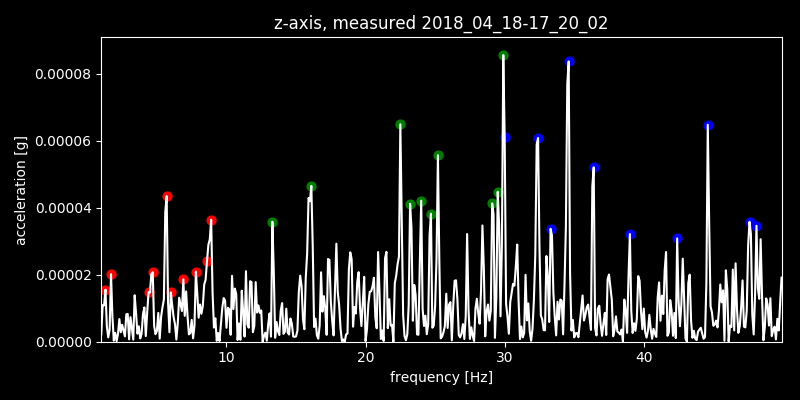 z-axis, measured 2018_04_18-17_20_02
0.00008
0.00006
0.00004
0.00002
0.00000
acceleration [g]
10 20 30 40
frequency [Hz]